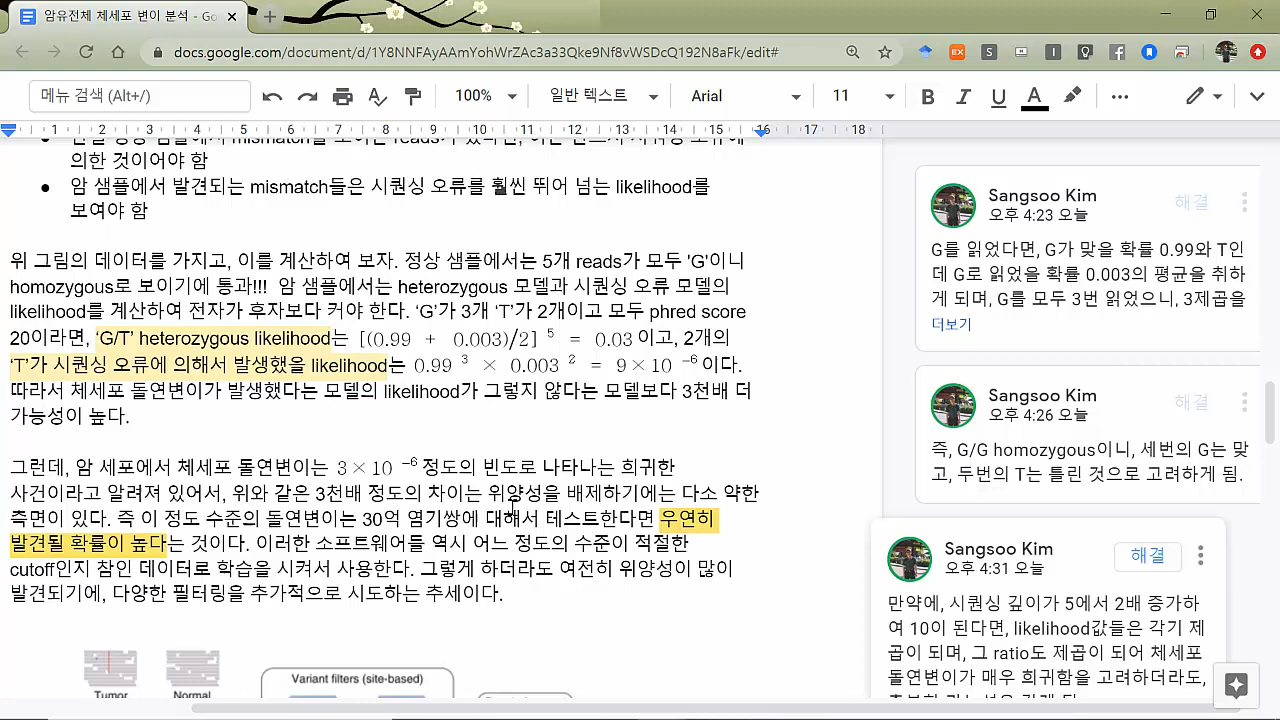 암유전체 체세포 변이 분석 - Go
docs.google.com/document/d/1Y8NNFAyAAmYohWrZAc3a33Qke9Nf8vWSDcQ192N8aFk/edit#
메뉴 검색 (Alt+/)
100%
일반 텍스트
Arial
11
B I U A
1 2 3 4 5 6 7 8 9 10 11 12 13 14 15 16 17 18
의한 것이어야 함
● 암 샘플에서 발견되는 mismatch들은 시퀀싱 오류를 훨씬 뛰어 넘는 likelihood를
보여야 함
위 그림의 데이터를 가지고, 이를 계산하여 보자. 정상 샘플에서는 5개 reads가 모두 'G'이니
homozygous로 보이기에 통과!!! 암 샘플에서는 heterozygous 모델과 시퀀싱 오류 모델의
likelihood를 계산하여 전자가 후자보다 커야 한다. ‘G’가 3개 ‘T’가 2개이고 모두 phred score
20이라면, ‘G/T’ heterozygous likelihood는 [(0.99 + 0.003)/2] ⁵ = 0.03 이고, 2개의
‘T’가 시퀀싱 오류에 의해서 발생했을 likelihood는 0.99 ³ × 0.003 ² = 9×10 ⁻⁶ 이다.
따라서 체세포 돌연변이가 발생했다는 모델의 likelihood가 그렇지 않다는 모델보다 3천배 더
가능성이 높다.
그런데, 암 세포에서 체세포 돌연변이는 3×10 ⁻⁶ 정도의 빈도로 나타나는 희귀한
사건이라고 알려져 있어서, 위와 같은 3천배 정도의 차이는 위양성을 배제하기에는 다소 약한
측면이 있다. 즉 이 정도 수준의 돌연변이는 30억 염기쌍에 대해서 테스트한다면 우연히
발견될 확률이 높다는 것이다. 이러한 소프트웨어들 역시 어느 정도의 수준이 적절한
cutoff인지 참인 데이터로 학습을 시켜서 사용한다. 그렇게 하더라도 여전히 위양성이 많이
발견되기에, 다양한 필터링을 추가적으로 시도하는 추세이다.
Tumor
Normal
Variant filters (site-based)
Sangsoo Kim
오후 4:23 오늘
해결
G를 읽었다면, G가 맞을 확률 0.99와 T인
데 G로 읽었을 확률 0.003의 평균을 취하
게 되며, G를 모두 3번 읽었으니, 3제곱을
더보기
Sangsoo Kim
오후 4:26 오늘
해결
즉, G/G homozygous이니, 세번의 G는 맞
고, 두번의 T는 틀린 것으로 고려하게 됨.
Sangsoo Kim
오후 4:31 오늘
해결
만약에, 시퀀싱 깊이가 5에서 2배 증가하
여 10이 된다면, likelihood값들은 각기 제
곱이 되며, 그 ratio도 제곱이 되어 체세포
돌연변이가 매우 희귀함을 고려하더라도,